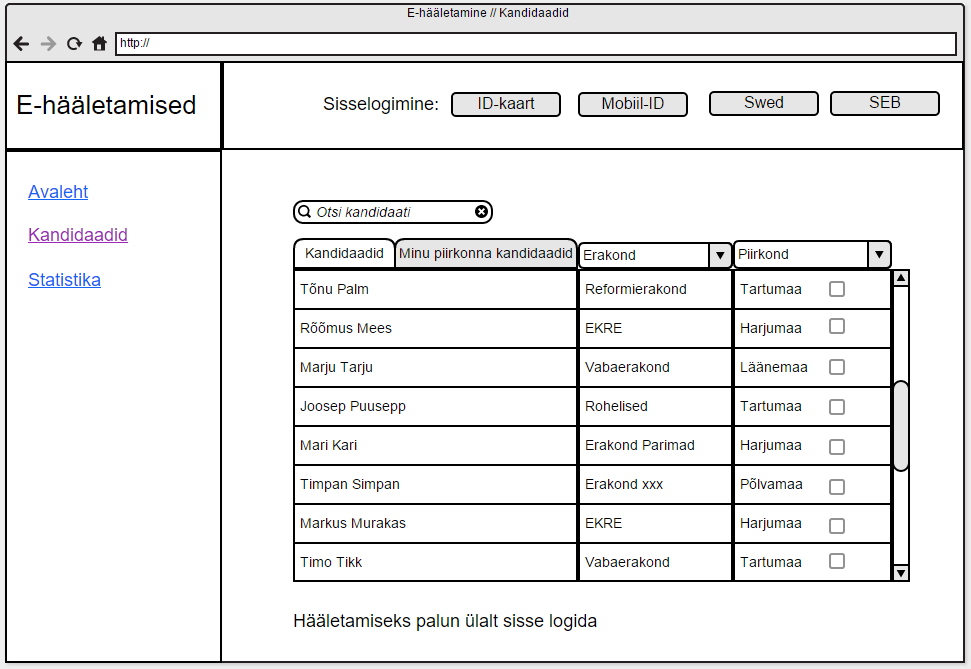 E-hääletamine // Kandidaadid
http://
E-hääletamised
Sisselogimine: ID-kaart Mobiil-ID Swed SEB
Avaleht
Kandidaadid
Statistika
Otsi kandidaati
Kandidaadid Minu piirkonna kandidaadid Erakond Piirkond
Tõnu Palm Reformierakond Tartumaa
Rõõmus Mees EKRE Harjumaa
Marju Tarju Vabaerakond Läänemaa
Joosep Puusepp Rohelised Tartumaa
Mari Kari Erakond Parimad Harjumaa
Timpan Simpan Erakond xxx Põlvamaa
Markus Murakas EKRE Harjumaa
Timo Tikk Vabaerakond Tartumaa
Hääletamiseks palun ülalt sisse logida